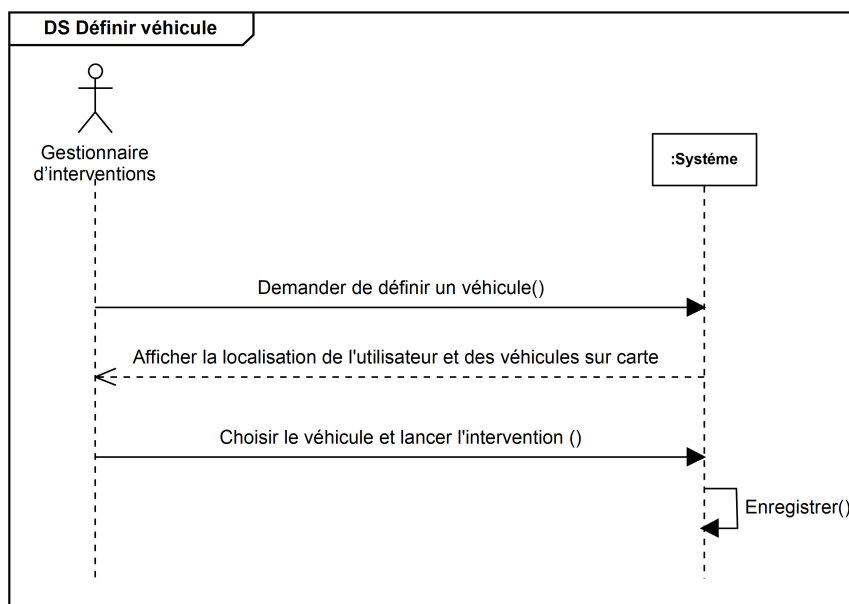 DS Définir véhicule
Gestionnaire
d'interventions
:Systéme
Demander de définir un véhicule()
Afficher la localisation de l'utilisateur et des véhicules sur carte
Choisir le véhicule et lancer l'intervention ()
Enregistrer()